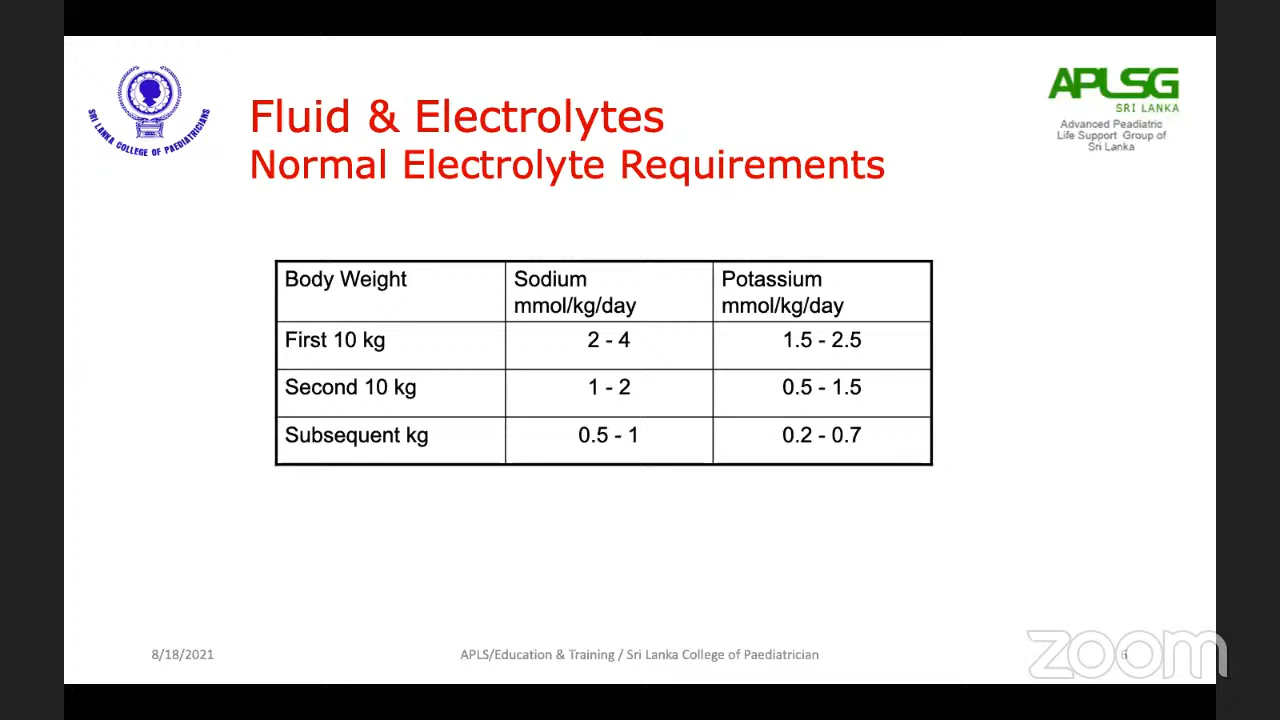 SRI LANKA COLLEGE OF PAEDIATRICIANS
Fluid & Electrolytes
Normal Electrolyte Requirements
APLSG
SRI LANKA
Advanced Peadiatric
Life Support Group of
Sri Lanka
Body Weight
Sodium
mmol/kg/day
Potassium
mmol/kg/day
First 10 kg
2 - 4
1.5 - 2.5
Second 10 kg
1 - 2
0.5 - 1.5
Subsequent kg
0.5 - 1
0.2 - 0.7
8/18/2021
APLS/Education & Training / Sri Lanka College of Paediatrician
6
zoom